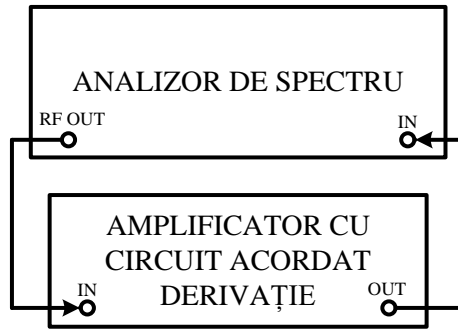 ANALIZOR DE SPECTRU
RF OUT
IN
AMPLIFICATOR CU
CIRCUIT ACORDAT
DERIVAȚIE
IN
OUT